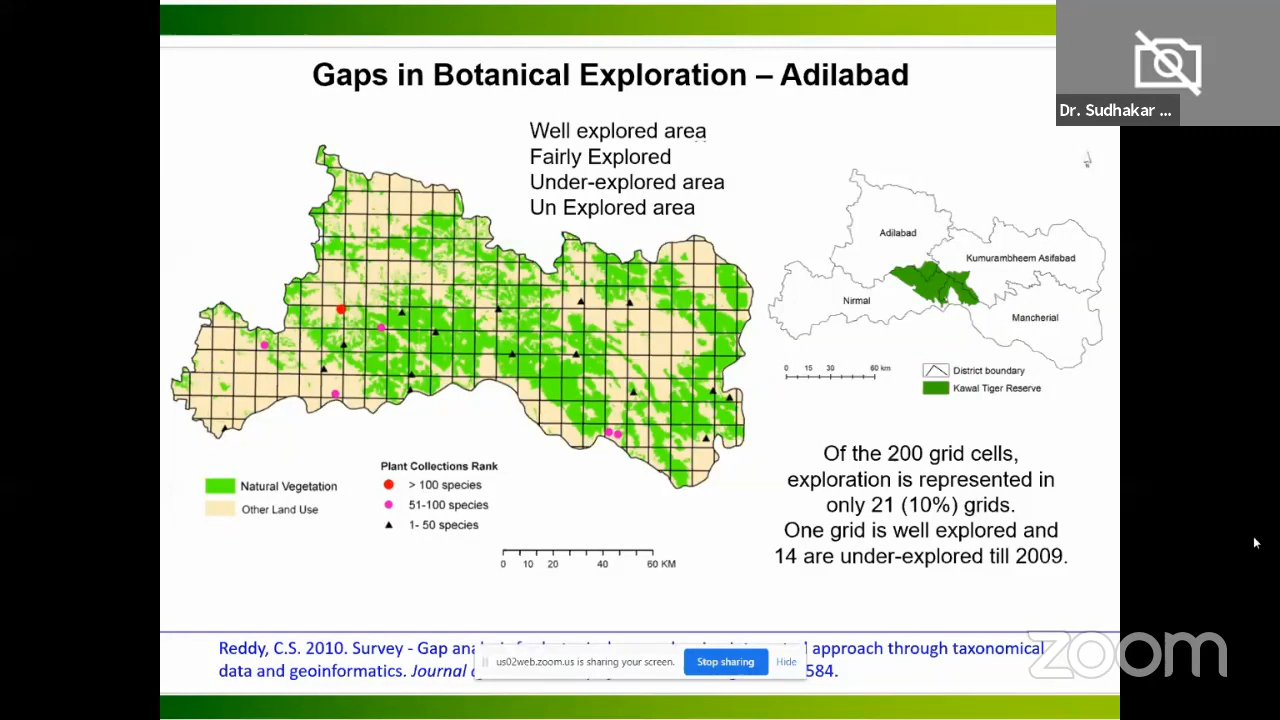 Gaps in Botanical Exploration – Adilabad
Dr. Sudhakar ...
Well explored area
Fairly Explored
Under-explored area
Un Explored area
Adilabad
Kumurambheem Asifabad
Nirmal
Mancherial
0 15 30 60 km
District boundary
Kawal Tiger Reserve
Natural Vegetation
Other Land Use
Plant Collections Rank
> 100 species
51-100 species
1- 50 species
0 10 20 40 60 KM
Of the 200 grid cells,
exploration is represented in
only 21 (10%) grids.
One grid is well explored and
14 are under-explored till 2009.
Reddy, C.S. 2010. Survey - Gap approach through taxonomical
data and geoinformatics. Journal 584.
us02web.zoom.us is sharing your screen. Stop sharing Hide
zoom